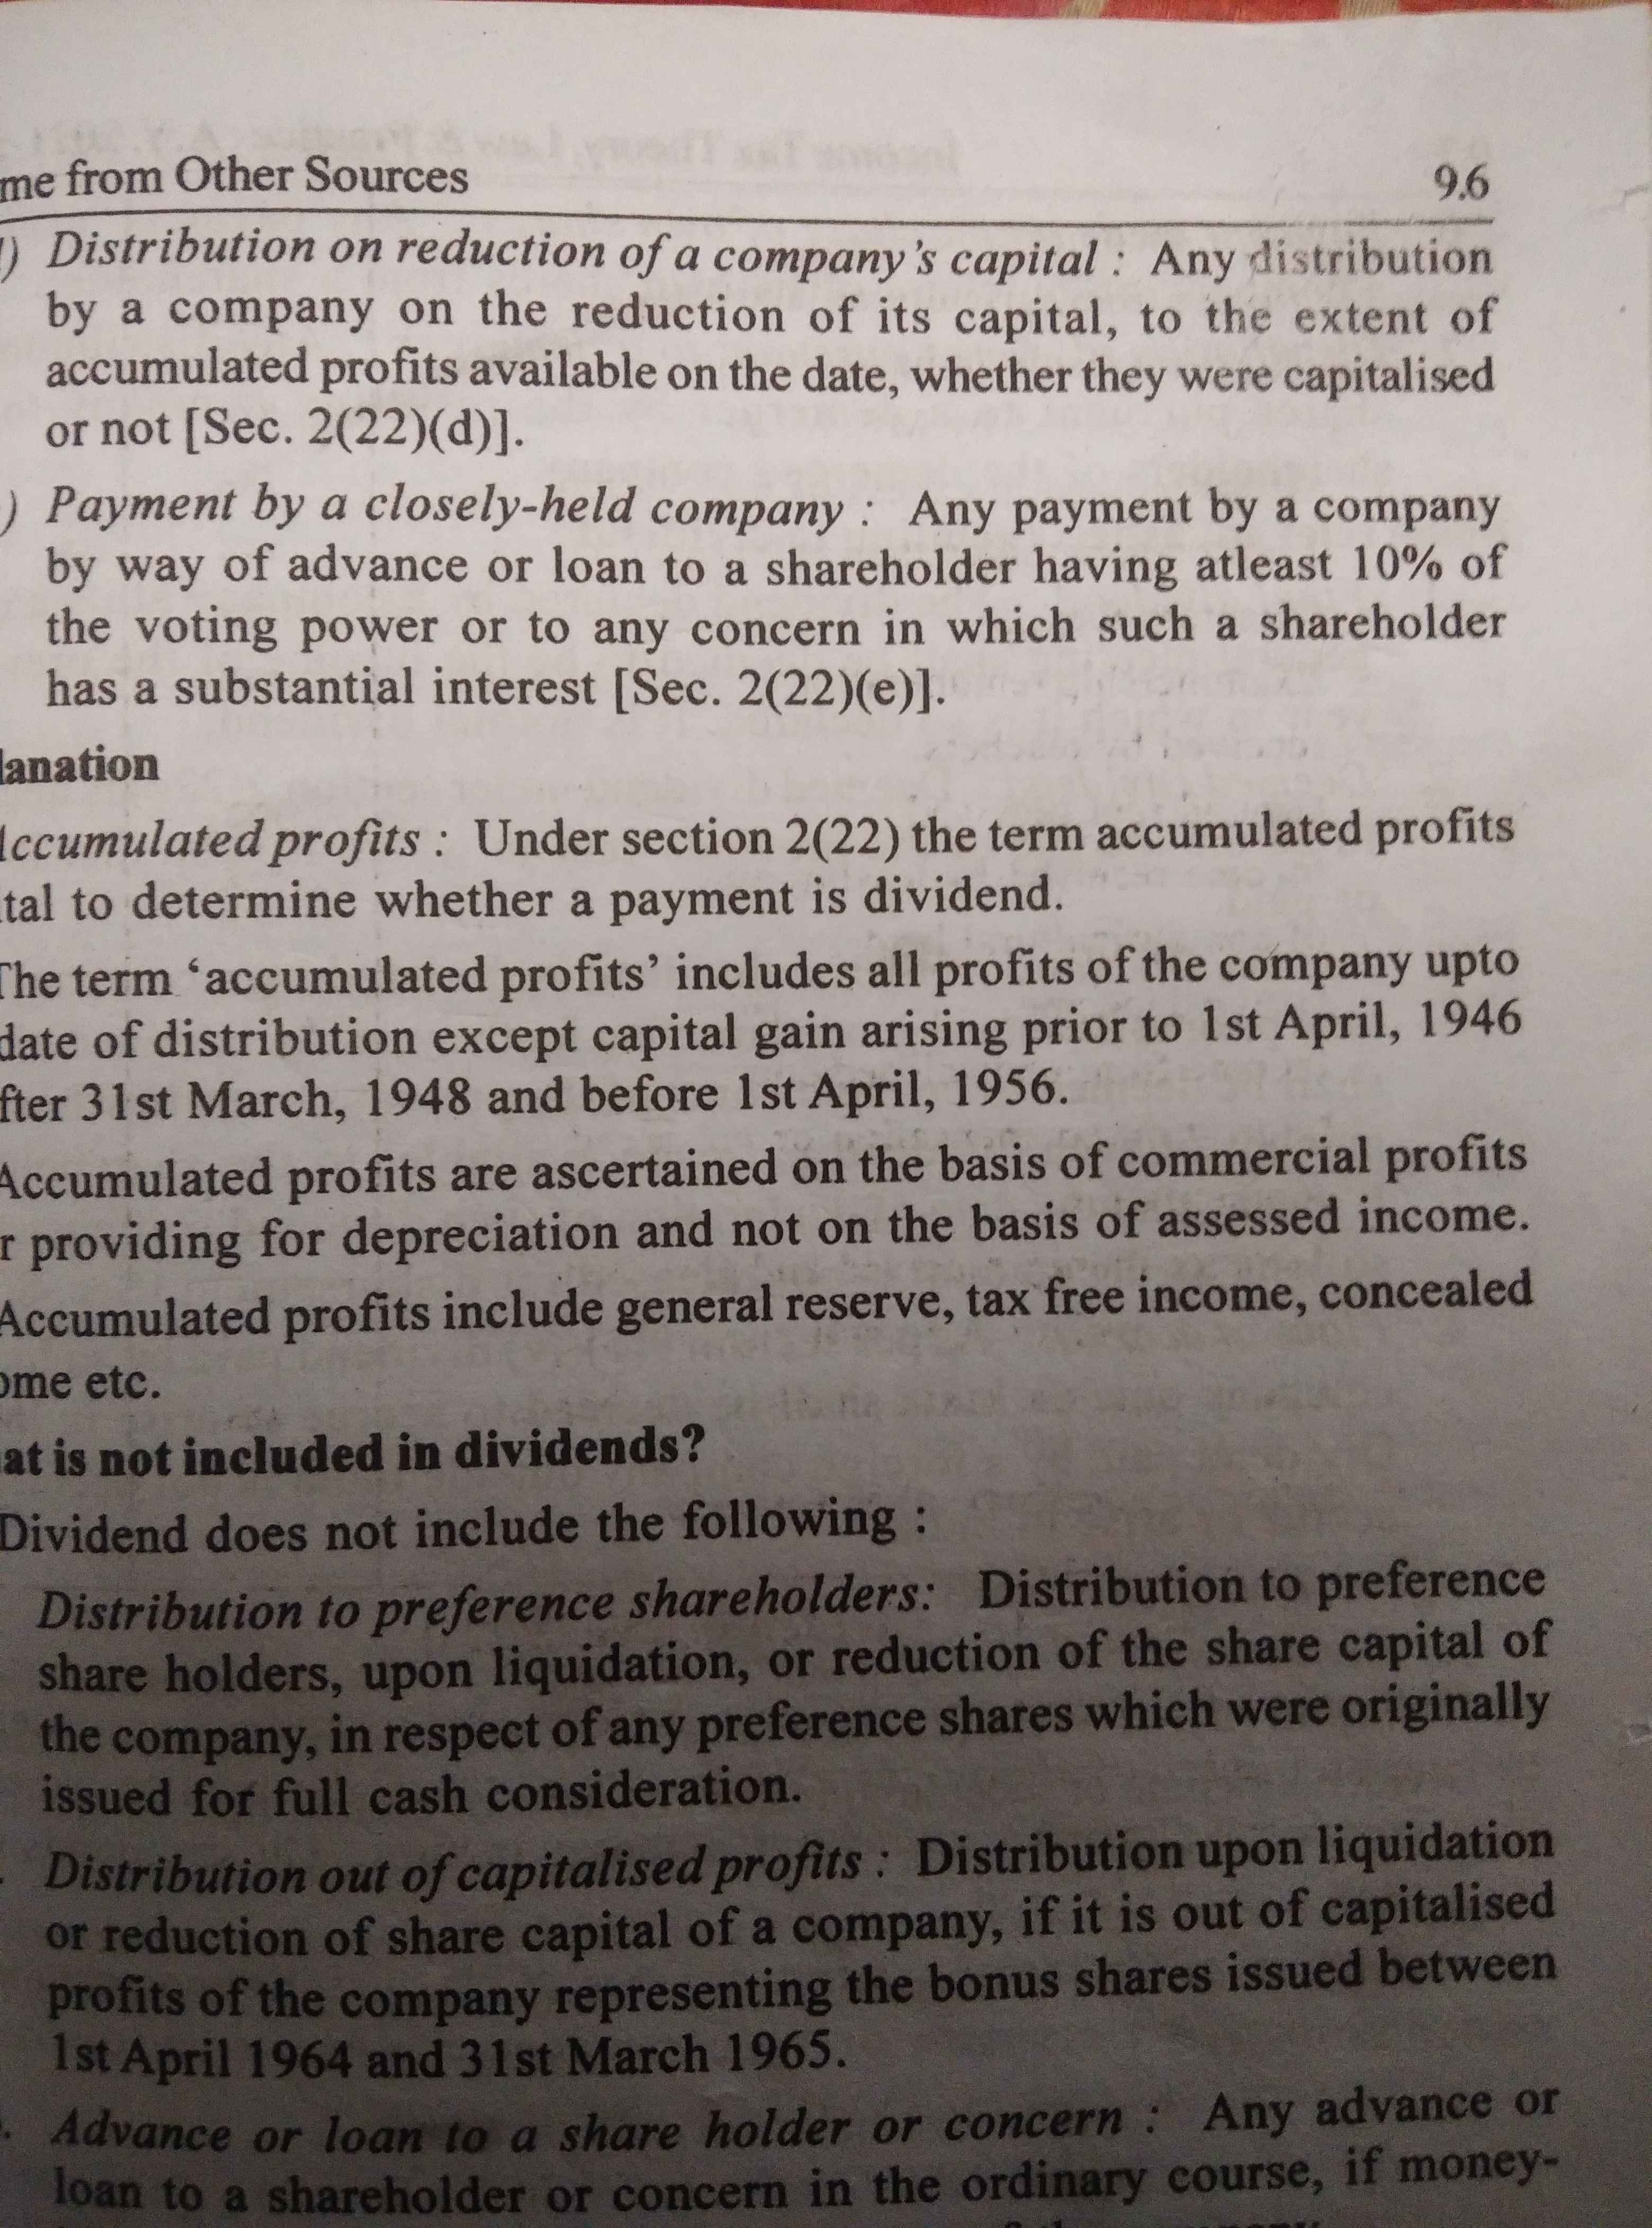 me from Other Sources 9.6
) Distribution on reduction of a company's capital : Any distribution
by a company on the reduction of its capital, to the extent of
accumulated profits available on the date, whether they were capitalised
or not [Sec. 2(22)(d)].
) Payment by a closely-held company : Any payment by a company
by way of advance or loan to a shareholder having atleast 10% of
the voting power or to any concern in which such a shareholder
has a substantial interest [Sec. 2(22)(e)].
lanation
ccumulated profits : Under section 2(22) the term accumulated profits
tal to determine whether a payment is dividend.
The term ‘accumulated profits’ includes all profits of the company upto
date of distribution except capital gain arising prior to 1st April, 1946
fter 31st March, 1948 and before 1st April, 1956.
Accumulated profits are ascertained on the basis of commercial profits
r providing for depreciation and not on the basis of assessed income.
Accumulated profits include general reserve, tax free income, concealed
ome etc.
at is not included in dividends?
Dividend does not include the following :
Distribution to preference shareholders: Distribution to preference
share holders, upon liquidation, or reduction of the share capital of
the company, in respect of any preference shares which were originally
issued for full cash consideration.
Distribution out of capitalised profits : Distribution upon liquidation
or reduction of share capital of a company, if it is out of capitalised
profits of the company representing the bonus shares issued between
1st April 1964 and 31st March 1965.
. Advance or loan to a share holder or concern : Any advance or
loan to a shareholder or concern in the ordinary course, if money-